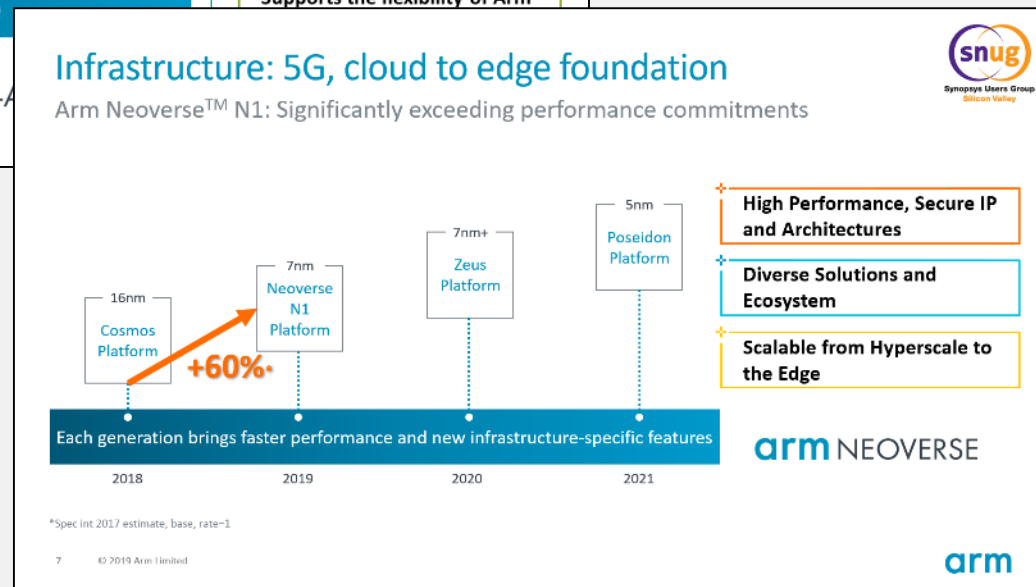 Supports the flexibility of Arm
snug
Synopsys Users Group
Silicon Valley
Infrastructure: 5G, cloud to edge foundation
Arm Neoverse™ N1: Significantly exceeding performance commitments
16nm
Cosmos
Platform
+60%*
7nm
Neoverse
N1
Platform
7nm+
Zeus
Platform
5nm
Poseidon
Platform
High Performance, Secure IP
and Architectures
Diverse Solutions and
Ecosystem
Scalable from Hyperscale to
the Edge
Each generation brings faster performance and new infrastructure-specific features
2018
2019
2020
2021
arm NEOVERSE
*Spec int 2017 estimate, base, rate=1
7 © 2019 Arm Limited
arm